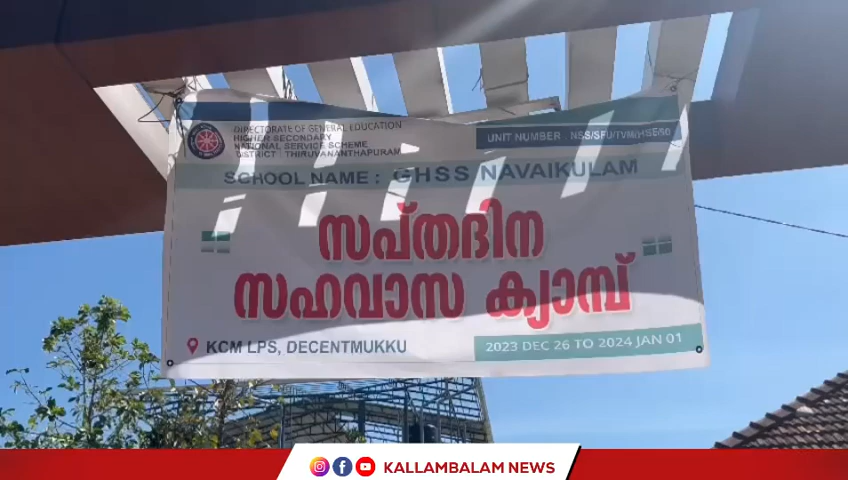 DIRECTORATE OF GENERAL EDUCATION
HIGHER SECONDARY
NATIONAL SERVICE SCHEME
DISTRICT : THIRUVANANTHAPURAM
UNIT NUMBER : NSS/SFU/TVM/HSE/50
SCHOOL NAME : GHSS NAVAIKULAM
സപ്തദിന
സഹവാസ ക്യാമ്പ്
KCM LPS, DECENTMUKKU
2023 DEC 26 TO 2024 JAN 01
KALLAMBALAM NEWS